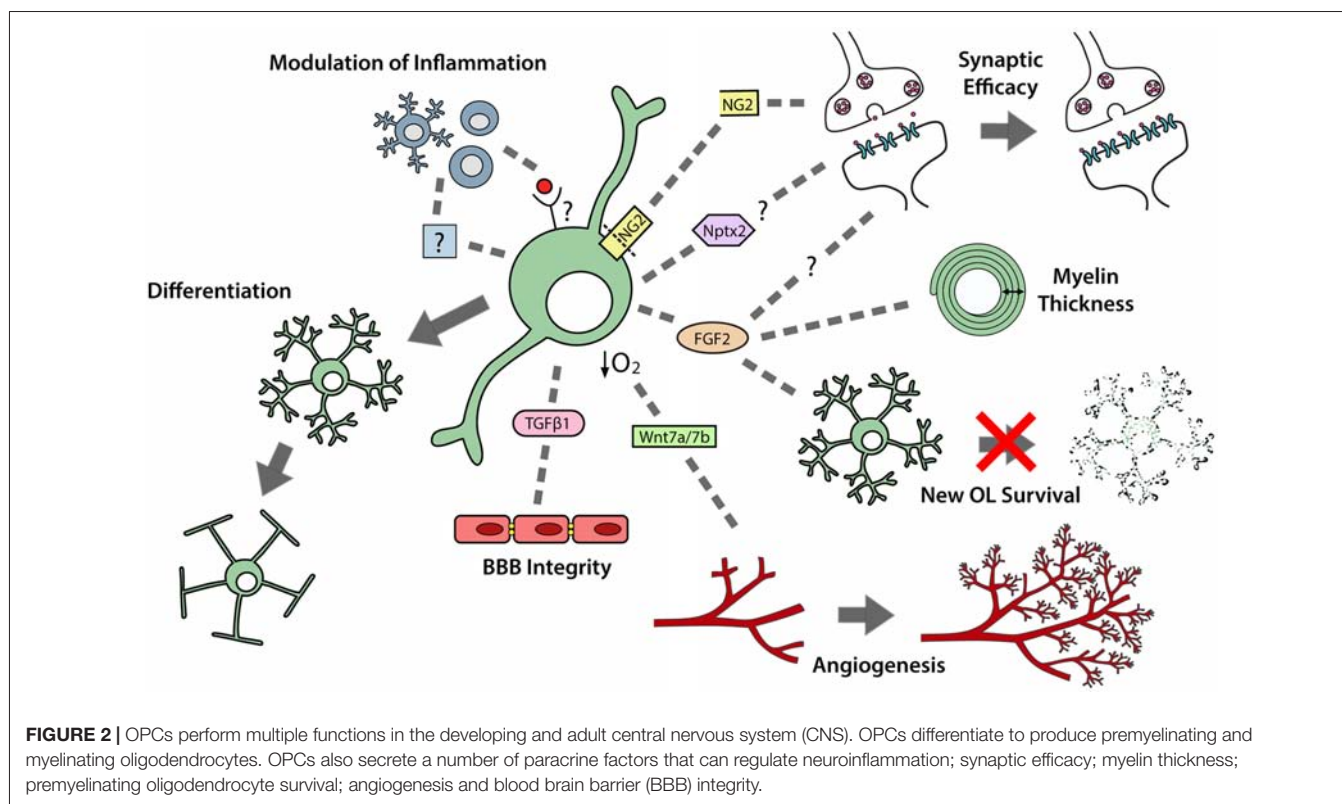 Modulation of Inflammation
Synaptic
Efficacy
NG2
?
NG2
Nptx2
?
?
Differentiation
?
Myelin
Thickness
FGF2
↓O₂
TGFβ1
Wnt7a/7b
New OL Survival
BBB Integrity
Angiogenesis
FIGURE 2 | OPCs perform multiple functions in the developing and adult central nervous system (CNS). OPCs differentiate to produce premyelinating and
myelinating oligodendrocytes. OPCs also secrete a number of paracrine factors that can regulate neuroinflammation; synaptic efficacy; myelin thickness;
premyelinating oligodendrocyte survival; angiogenesis and blood brain barrier (BBB) integrity.